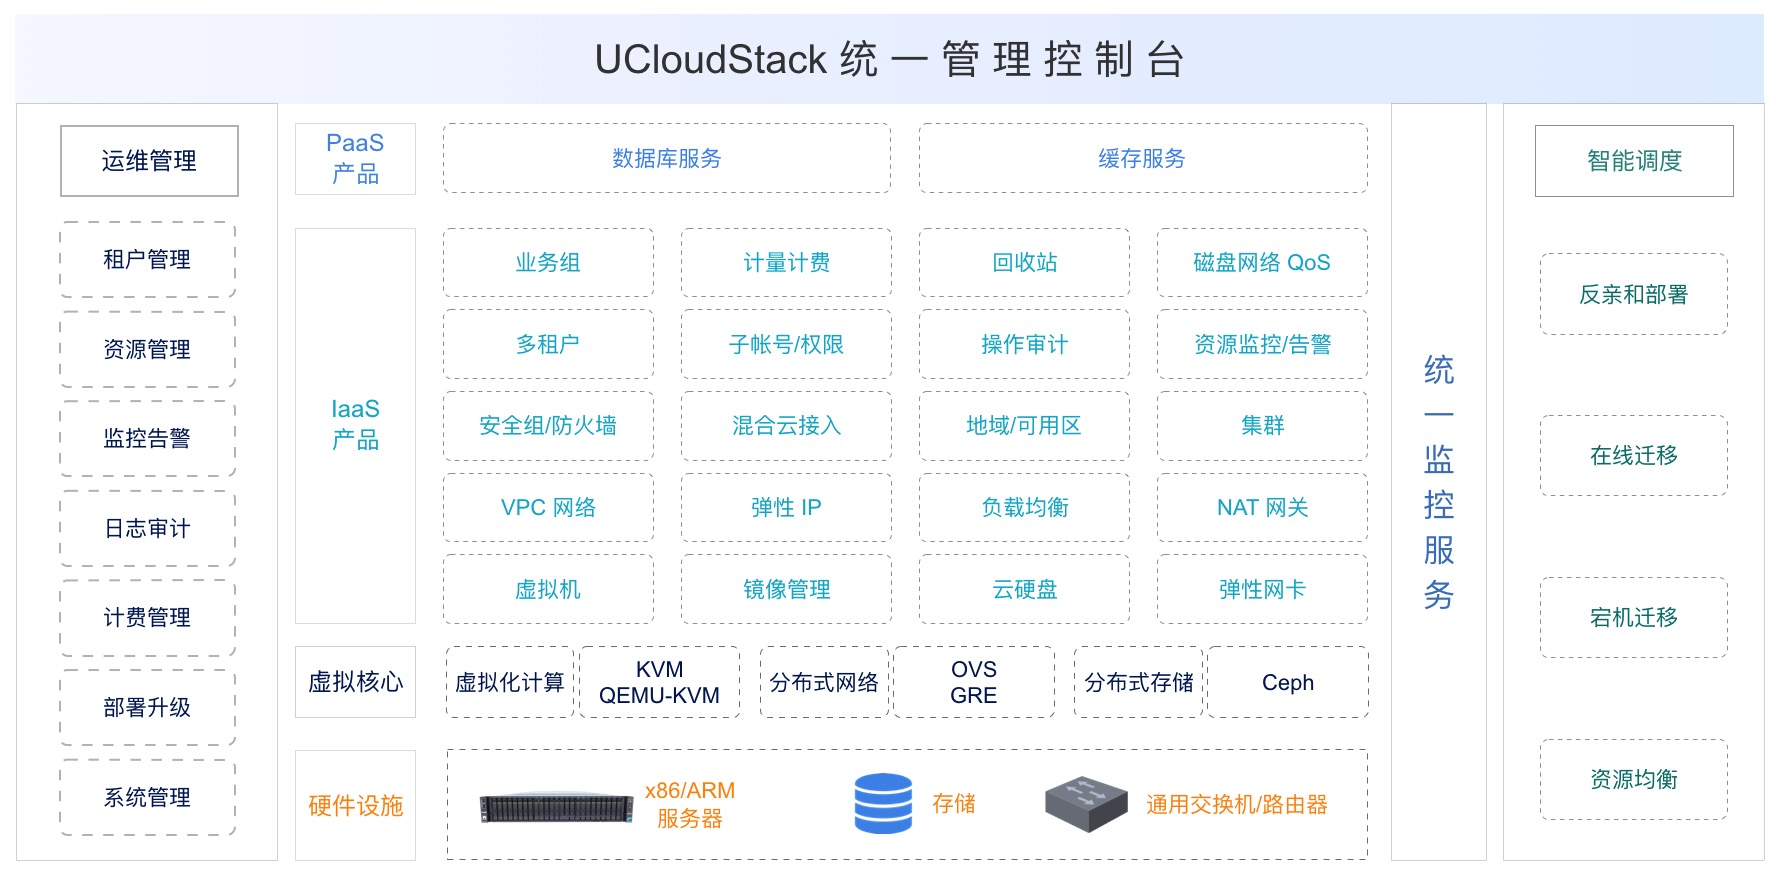 UCloudStack 统一管理控制台
运维管理
租户管理
资源管理
监控告警
日志审计
计费管理
部署升级
系统管理
PaaS
产品
数据库服务
缓存服务
IaaS
产品
业务组
计量计费
回收站
磁盘网络 QoS
多租户
子帐号/权限
操作审计
资源监控/告警
安全组/防火墙
混合云接入
地域/可用区
集群
VPC 网络
弹性 IP
负载均衡
NAT 网关
虚拟机
镜像管理
云硬盘
弹性网卡
虚拟核心
虚拟化计算
KVM
QEMU-KVM
分布式网络
OVS
GRE
分布式存储
Ceph
硬件设施
x86/ARM
服务器
存储
通用交换机/路由器
统一监控服务
智能调度
反亲和部署
在线迁移
宕机迁移
资源均衡